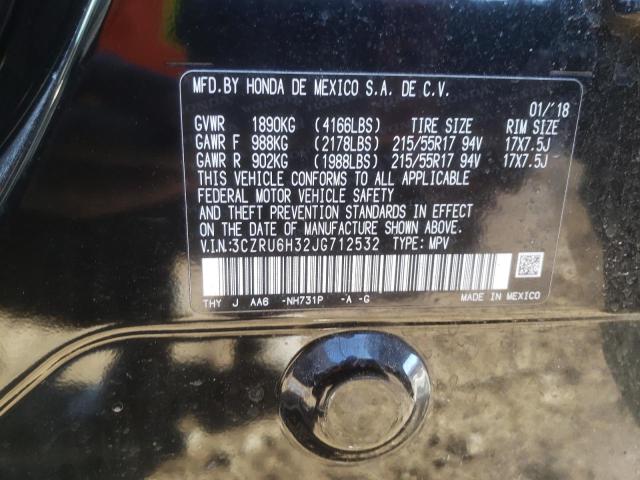 MFD.BY HONDA DE MEXICO S.A. DE C.V.
01/'18
GVWR 1890KG (4166LBS) TIRE SIZE RIM SIZE
GAWR F 988KG (2178LBS) 215/55R17 94V 17X7.5J
GAWR R 902KG (1988LBS) 215/55R17 94V 17X7.5J
THIS VEHICLE CONFORMS TO ALL APPLICABLE
FEDERAL MOTOR VEHICLE SAFETY
AND THEFT PREVENTION STANDARDS IN EFFECT
ON DATE OF MANUFACTURE SHOWN ABOVE.
V.I.N:3CZRU6H32JG712532 TYPE: MPV
THY J AA6 -NH731P -A -G MADE IN MEXICO